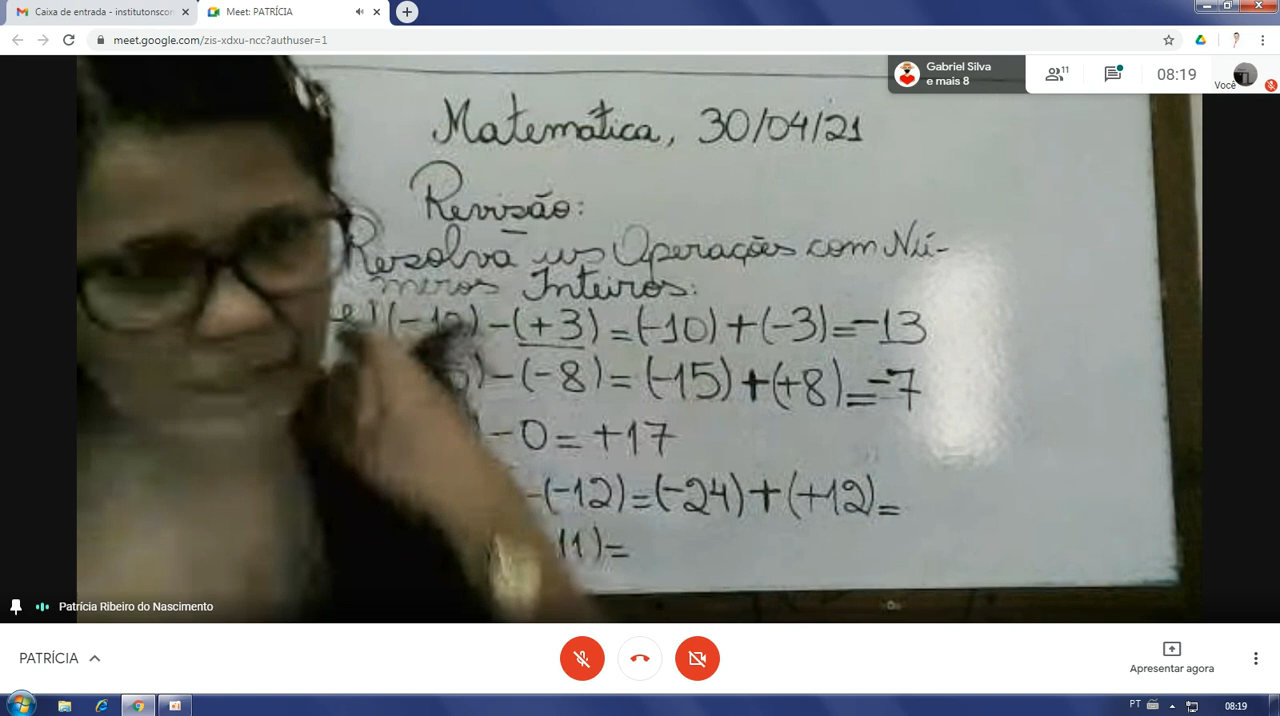 Caixa de entrada - institutonscor
Meet: PATRÍCIA
meet.google.com/zis-xdxu-ncc?authuser=1
Gabriel Silva
e mais 8
11
08:19
Você
Matemática, 30/04/21
Revisão:
Resolva as Operações com Nú-
meros Inteiros:
(-10) -(+3) =(-10)+(-3)=-13
)-(-8)=(-15)+(+8)=-7
-0=+17
-(-12)=(-24)+(+12)=
11)=
Patrícia Ribeiro do Nascimento
PATRÍCIA
Apresentar agora
PT
08:19